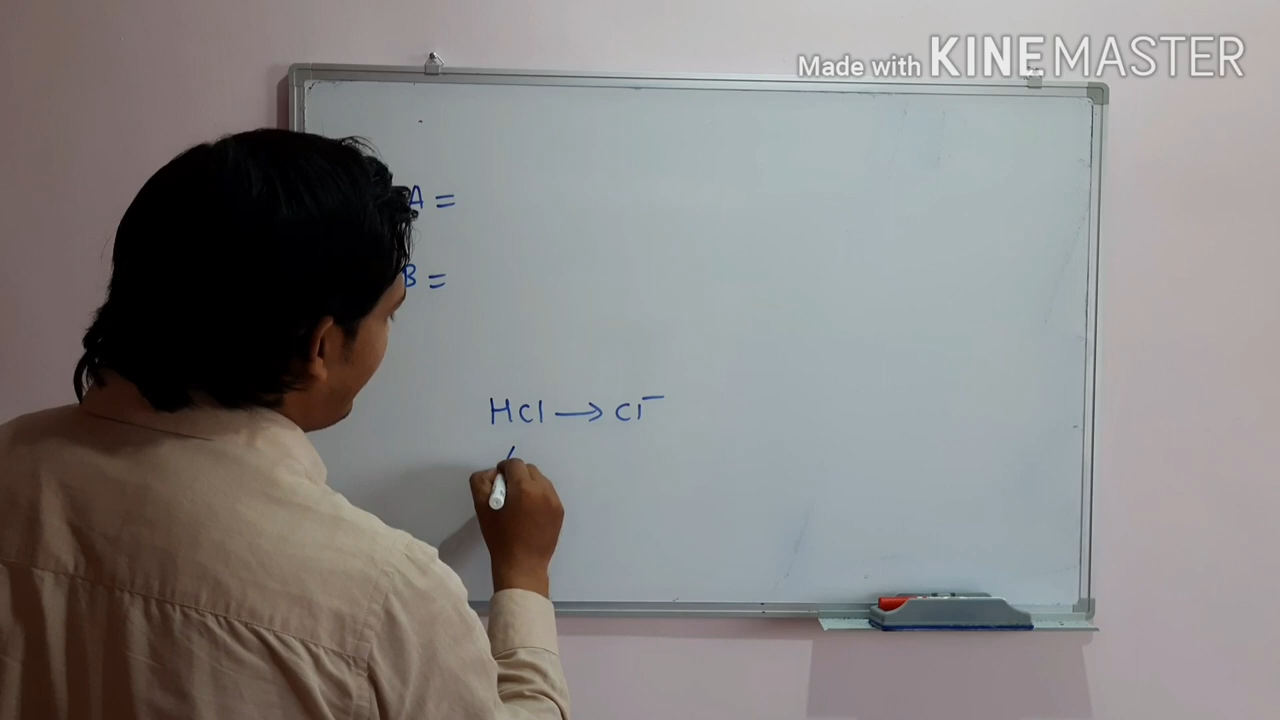 Made with KINEMASTER
A =
B =
HCl → Cl⁻